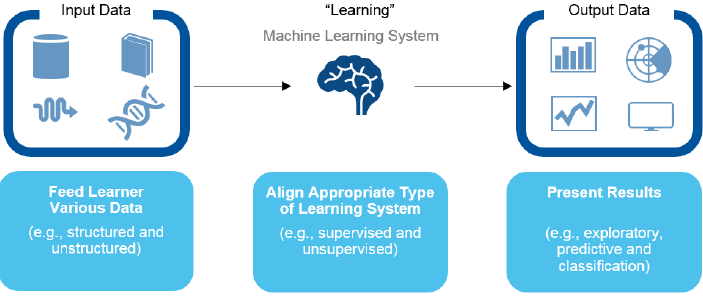 Input Data
“Learning”
Machine Learning System
Output Data
Feed Learner
Various Data
(e.g., structured and
unstructured)
Align Appropriate Type
of Learning System
(e.g., supervised and
unsupervised)
Present Results
(e.g., exploratory,
predictive and
classification)